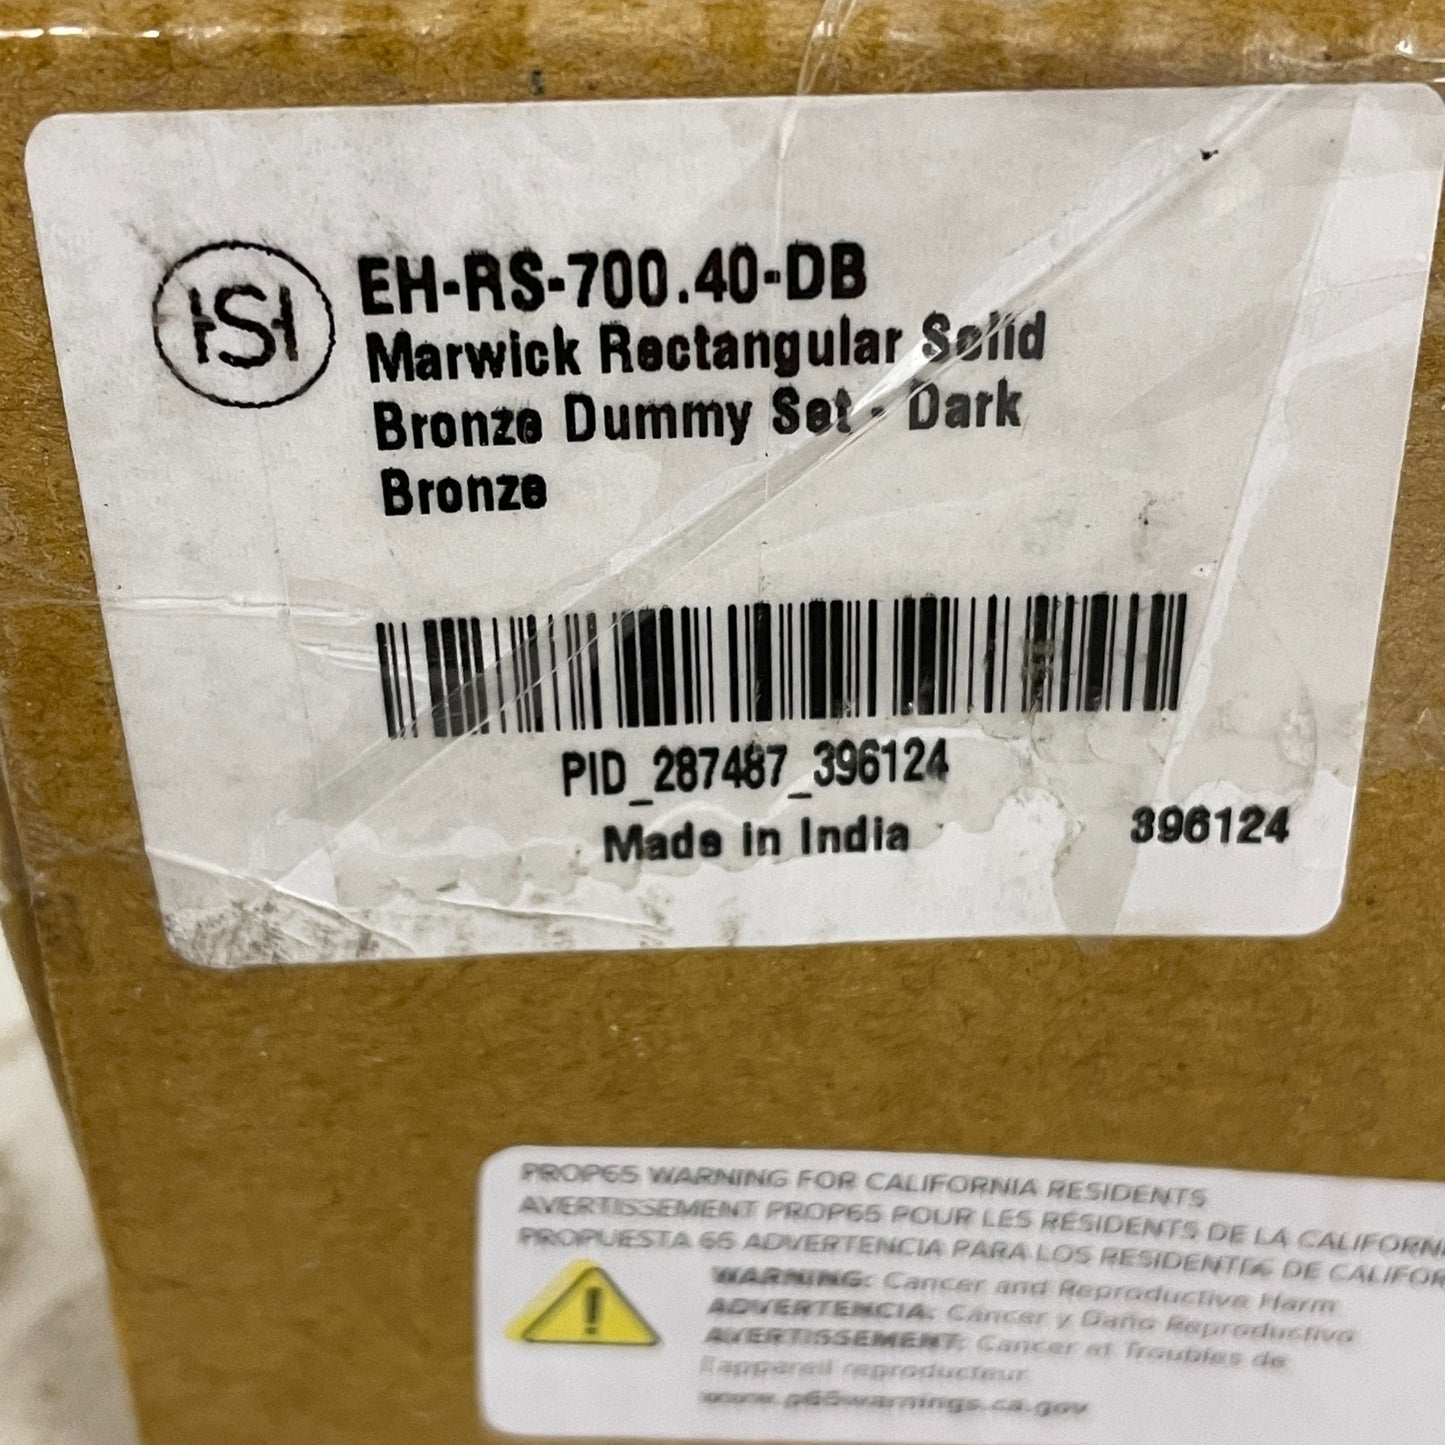 HSH
EH-RS-700.40-DB
Marwick Rectangular Solid
Bronze Dummy Set - Dark
Bronze
PID_287487_396124
Made in India
396124
PROP65 WARNING FOR CALIFORNIA RESIDENTS
AVERTISSEMENT PROP65 POUR LES RÉSIDENTS DE LA CALIFORNI
PROPUESTA 65 ADVERTENCIA PARA LOS RESIDENTES DE CALIFOR
WARNING: Cancer and Reproductive Harm
ADVERTENCIA: Cáncer y Daño Reproductivo
AVERTISSEMENT: Cancer et Troubles de
l'appareil reproducteur
www.p65warnings.ca.gov